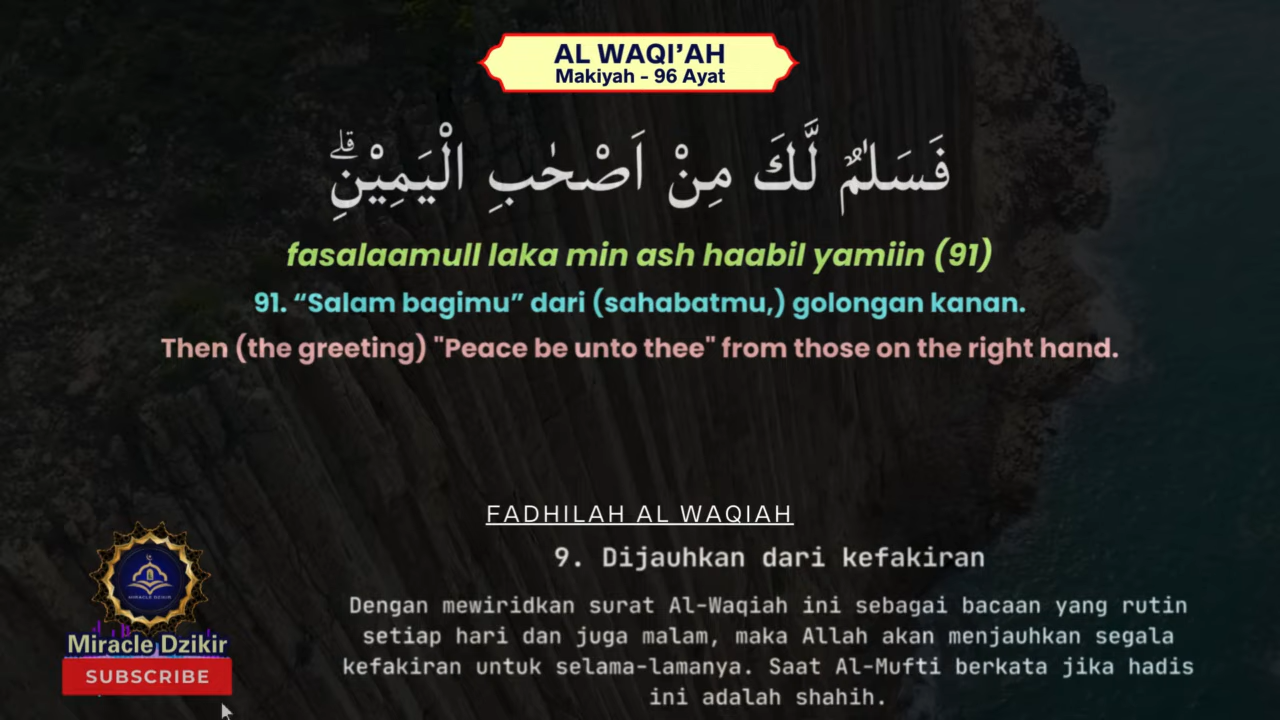 AL WAQI’AH
Makiyah - 96 Ayat
فَسَلٰمٌ لَّكَ مِنْ اَصْحٰبِ الْيَمِيْنِۗ
fasalaamull laka min ash haabil yamiin (91)
91. “Salam bagimu” dari (sahabatmu,) golongan kanan.
Then (the greeting) "Peace be unto thee" from those on the right hand.
FADHILAH AL WAQIAH
9. Dijauhkan dari kefakiran
Dengan mewiridkan surat Al-Waqiah ini sebagai bacaan yang rutin
setiap hari dan juga malam, maka Allah akan menjauhkan segala
kefakiran untuk selama-lamanya. Saat Al-Mufti berkata jika hadis
ini adalah shahih.
MIRACLE DZIKIR
Miracle Dzikir
SUBSCRIBE